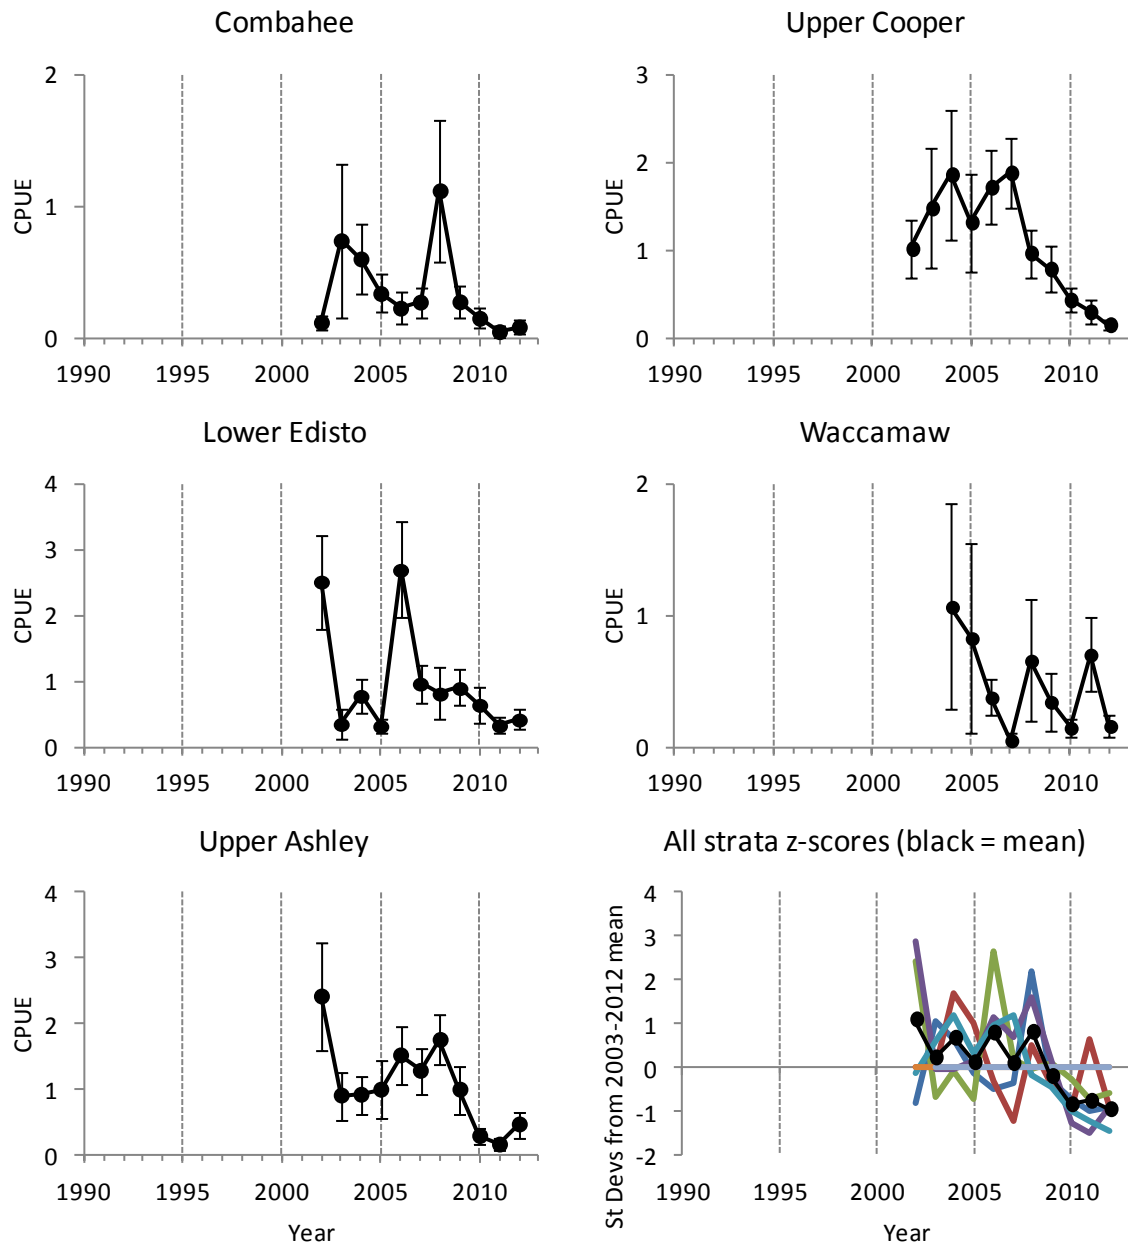 Combahee
Upper Cooper
2
1
0
CPUE
1990 1995 2000 2005 2010
3
2
1
0
CPUE
1990 1995 2000 2005 2010
Lower Edisto
Waccamaw
4
3
2
1
0
CPUE
1990 1995 2000 2005 2010
2
1
0
CPUE
1990 1995 2000 2005 2010
Upper Ashley
All strata z-scores (black = mean)
4
3
2
1
0
CPUE
1990 1995 2000 2005 2010
Year
4
3
2
1
0
-1
-2
St Devs from 2003-2012 mean
1990 1995 2000 2005 2010
Year